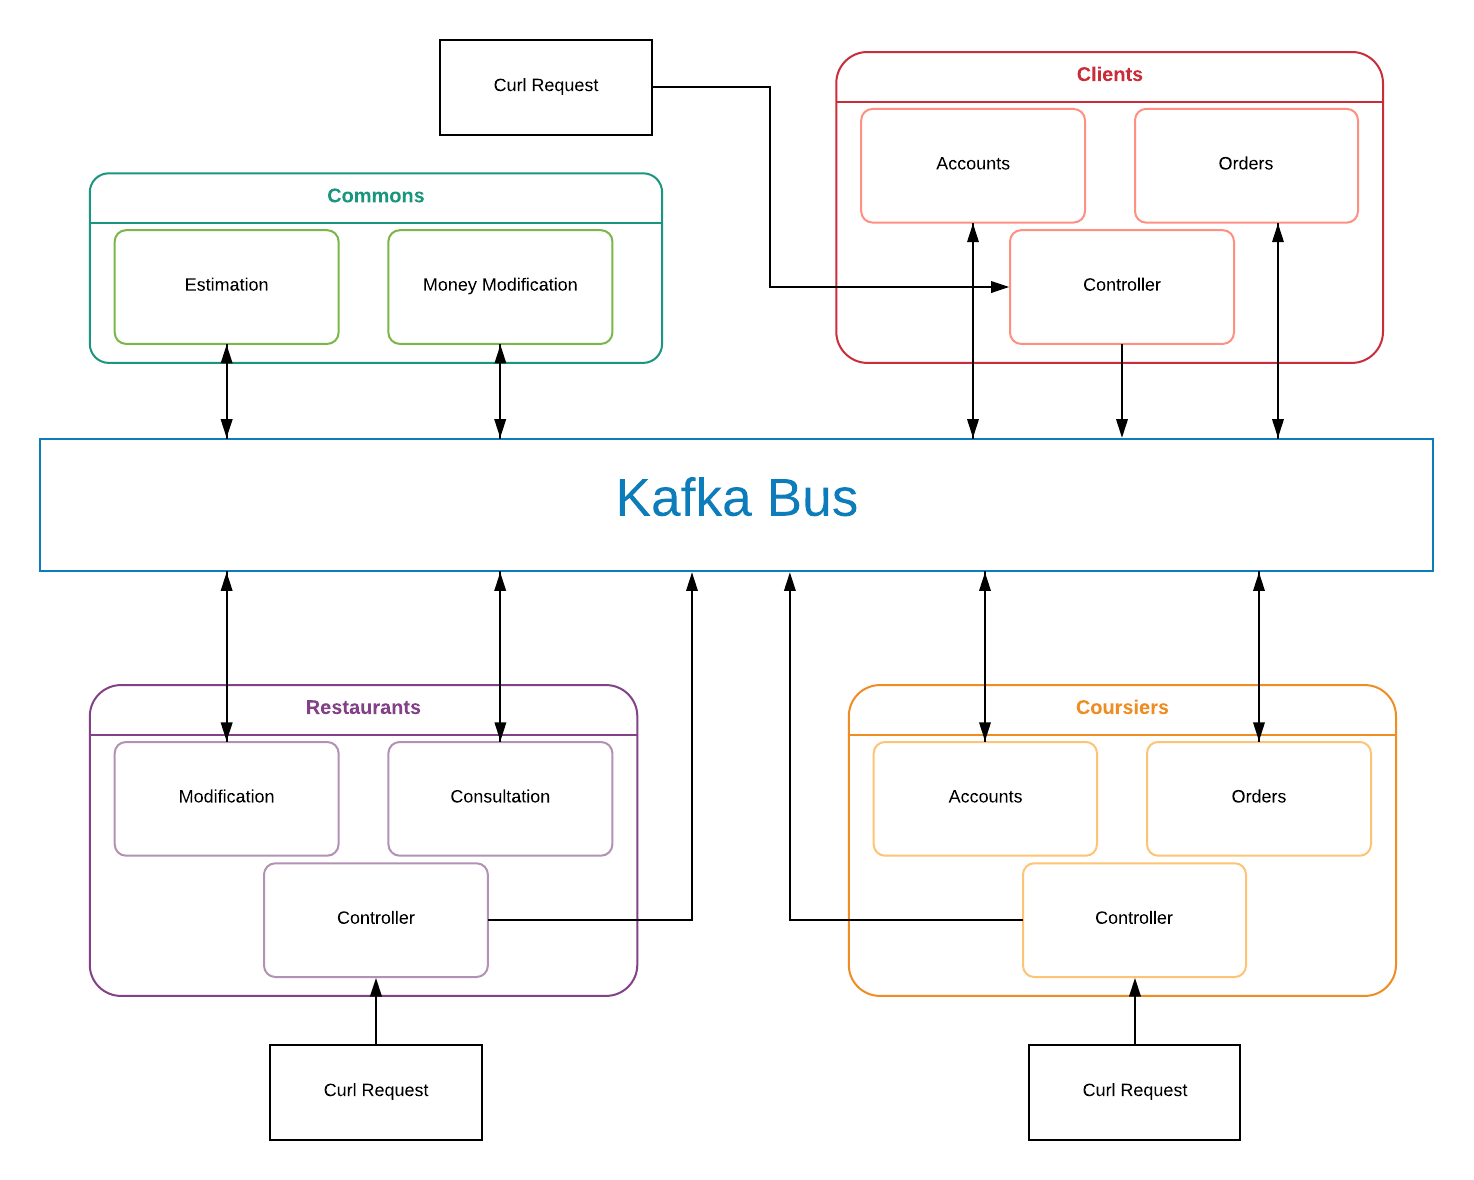 Curl Request
Clients
Accounts
Orders
Controller
Commons
Estimation
Money Modification
Kafka Bus
Restaurants
Modification
Consultation
Controller
Coursiers
Accounts
Orders
Controller
Curl Request
Curl Request